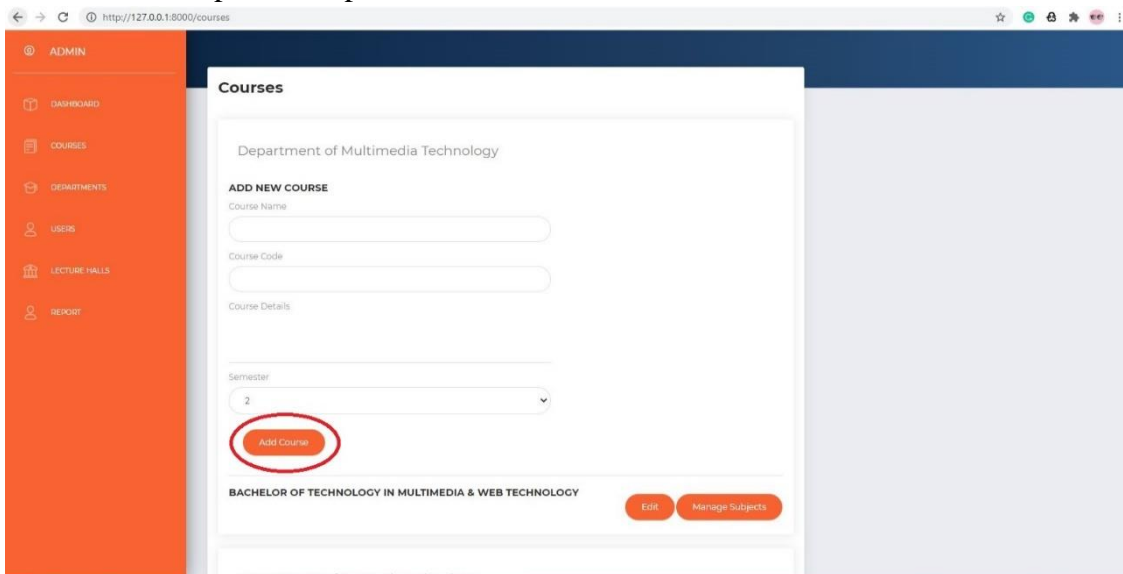 http://127.0.0.1:8000/courses
ADMIN
DASHBOARD
COURSES
DEPARTMENTS
USERS
LECTURE HALLS
REPORT
Courses
Department of Multimedia Technology
ADD NEW COURSE
Course Name
Course Code
Course Details
Semester
2
Add Course
BACHELOR OF TECHNOLOGY IN MULTIMEDIA & WEB TECHNOLOGY
Edit
Manage Subjects